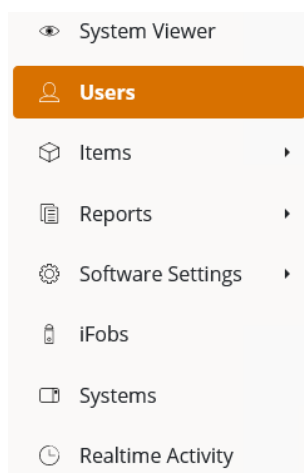 System Viewer
Users
Items
Reports
Software Settings
iFobs
Systems
Realtime Activity